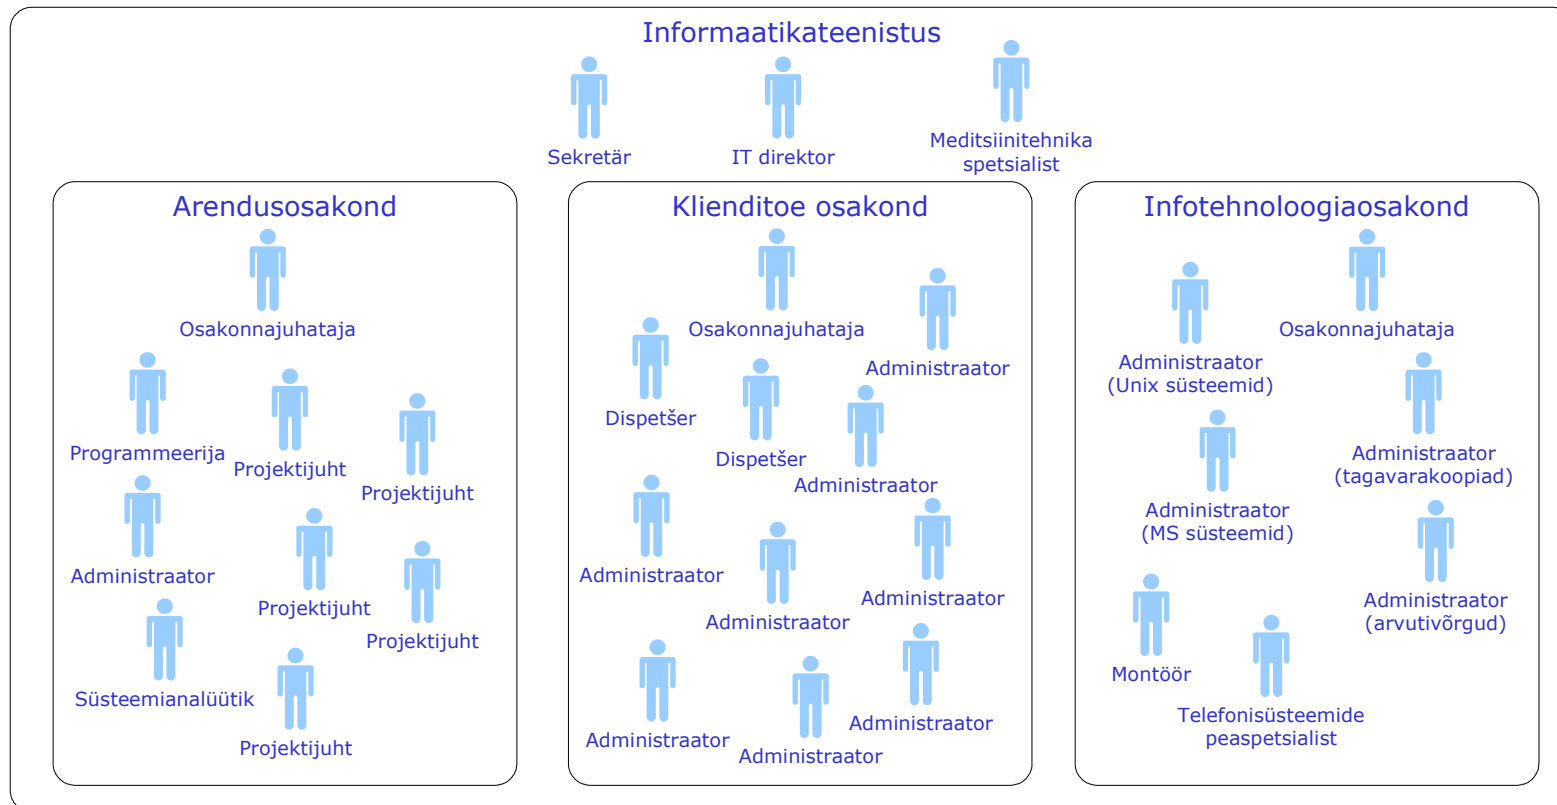 Informaatikateenistus
Sekretär
IT direktor
Meditsiinitehnika
spetsialist
Arendusosakond
Osakonnajuhataja
Programmeerija
Projektijuht
Projektijuht
Administraator
Projektijuht
Projektijuht
Süsteemianalüütik
Projektijuht
Klienditoe osakond
Osakonnajuhataja
Administraator
Dispetšer
Dispetšer
Administraator
Administraator
Administraator
Administraator
Administraator
Administraator
Administraator
Infotehnoloogiaosakond
Osakonnajuhataja
Administraator
(Unix süsteemid)
Administraator
(tagavarakoopiad)
Administraator
(MS süsteemid)
Administraator
(arvutivõrgud)
Montöör
Telefonisüsteemide
peaspetsialist